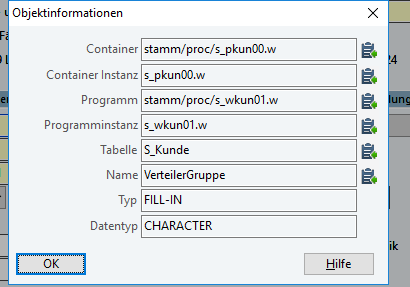 Objektinformationen
Container stamm/proc/s_pkun00.w
Container Instanz s_pkun00.w
Programm stamm/proc/s_wkun01.w
Programminstanz s_wkun01.w
Tabelle S_Kunde
Name VerteilerGruppe
Typ FILL-IN
Datentyp CHARACTER
OK Hilfe